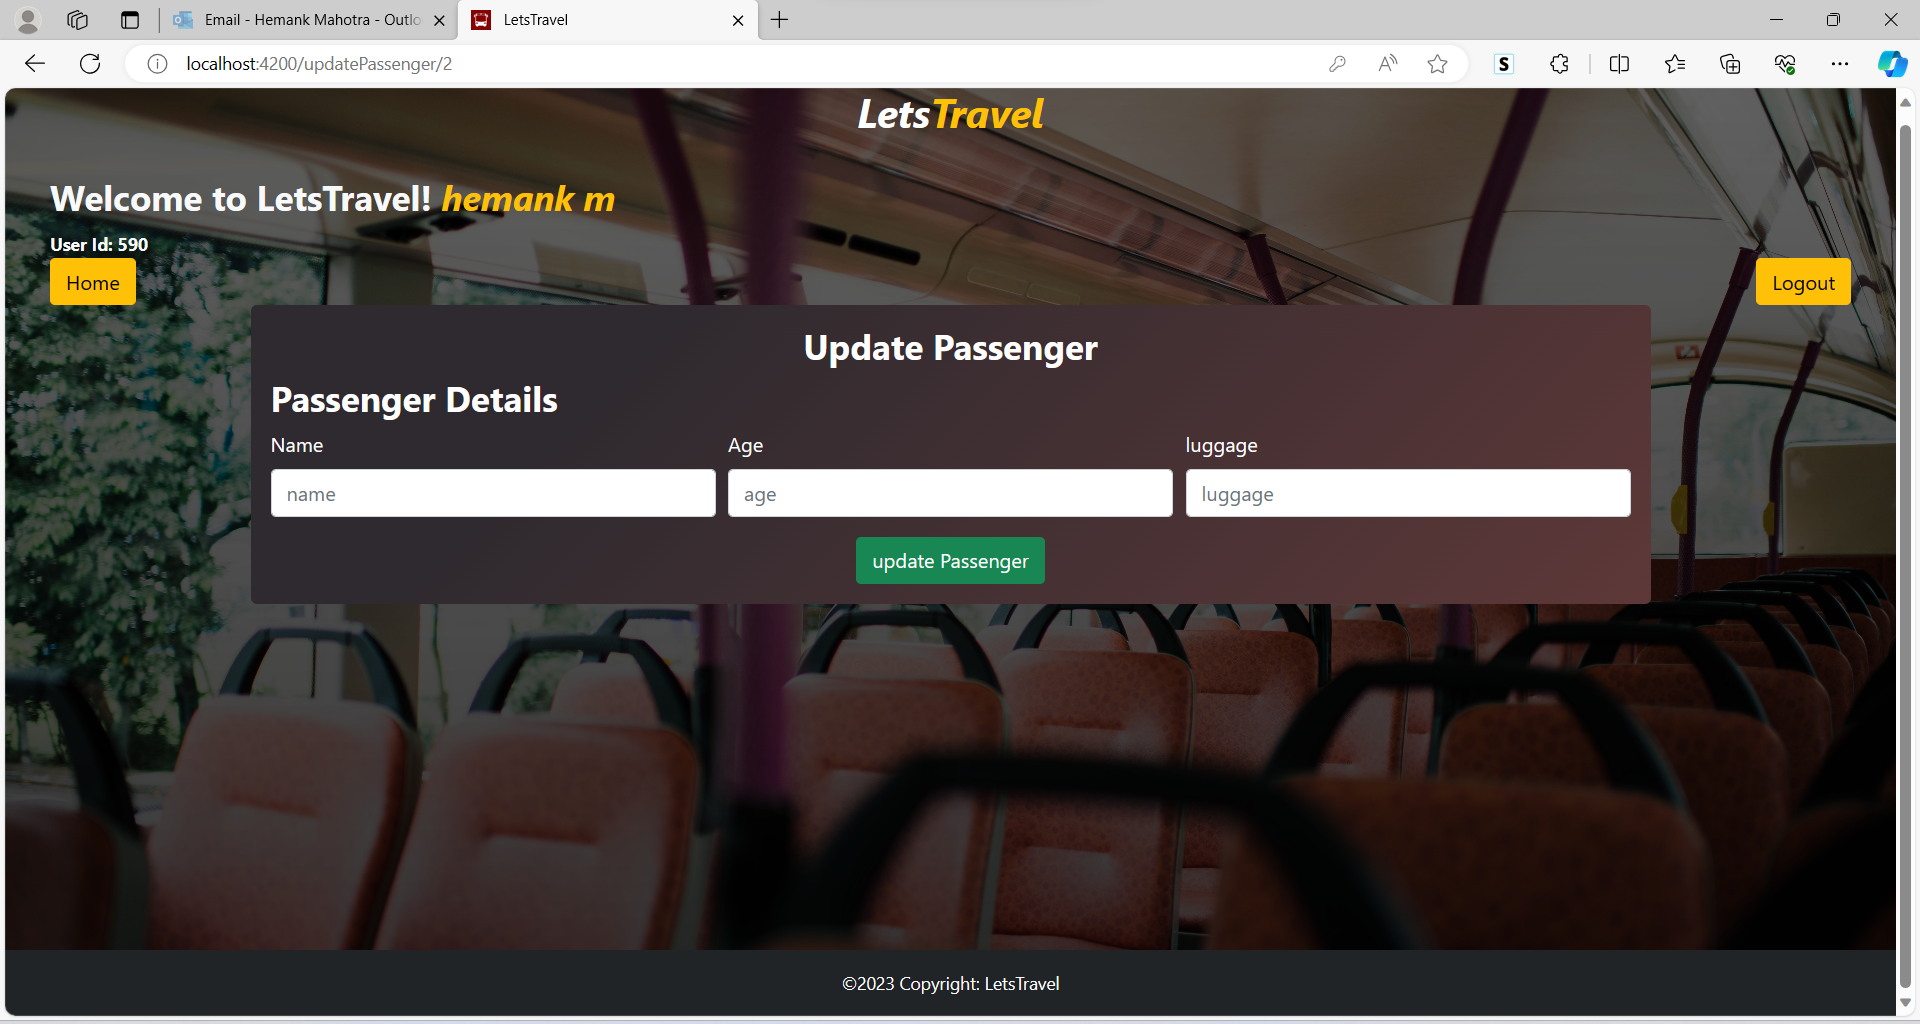 Email - Hemank Mahotra - Outlo
LetsTravel
localhost:4200/updatePassenger/2
LetsTravel
Welcome to LetsTravel! hemank m
User Id: 590
Home
Logout
Update Passenger
Passenger Details
Name Age luggage
name age luggage
update Passenger
©2023 Copyright: LetsTravel